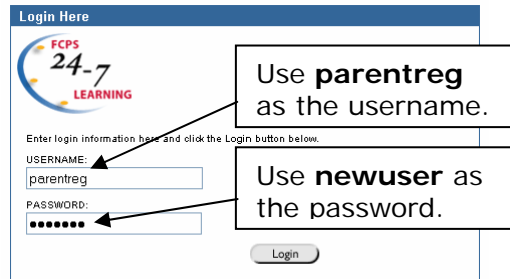 Login Here
FCPS
24-7
LEARNING
Use parentreg
as the username.
Enter login information here and click the Login button below.
USERNAME:
parentreg
Use newuser as
the password.
PASSWORD:
●●●●●●●
Login